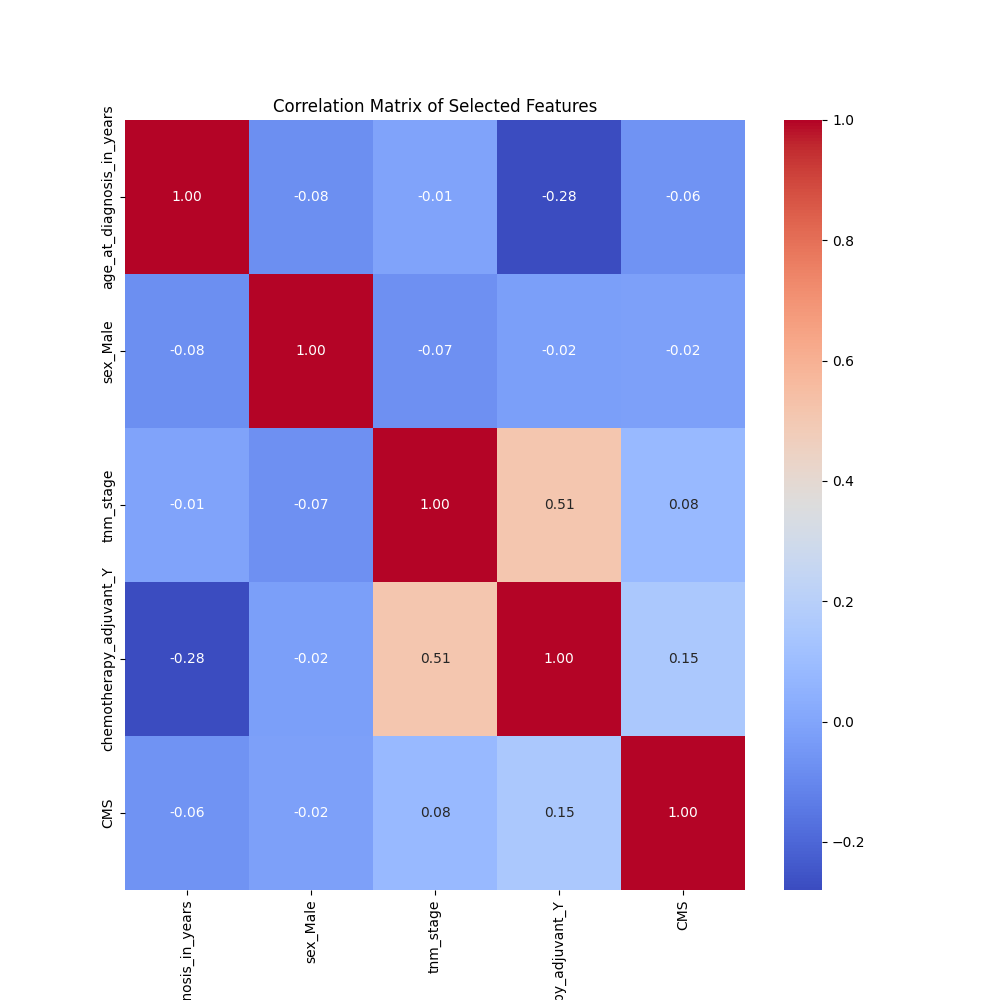 Correlation Matrix of Selected Features
age_at_diagnosis_in_years
1.00 -0.08 -0.01 -0.28 -0.06
sex_Male
-0.08 1.00 -0.07 -0.02 -0.02
tnm_stage
-0.01 -0.07 1.00 0.51 0.08
chemotherapy_adjuvant_Y
-0.28 -0.02 0.51 1.00 0.15
CMS
-0.06 -0.02 0.08 0.15 1.00
nosis_in_years
sex_Male
tnm_stage
py_adjuvant_Y
CMS
1.0
0.8
0.6
0.4
0.2
0.0
−0.2